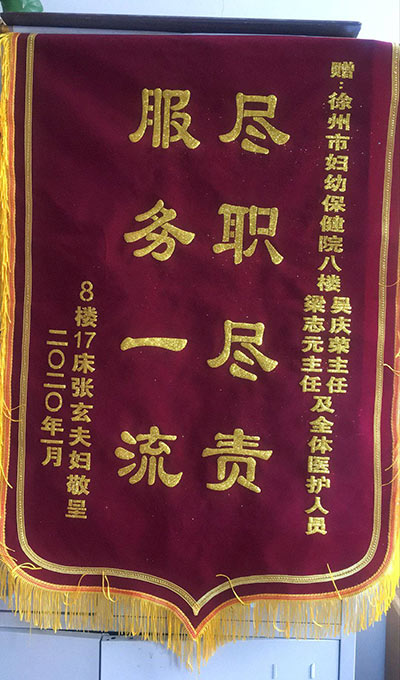 赠：徐州市妇幼保健院八楼吴庆荣主任
梁志元主任及全体医护人员
尽职尽责
服务一流
8楼17床张玄夫妇敬呈
二〇二〇年一月